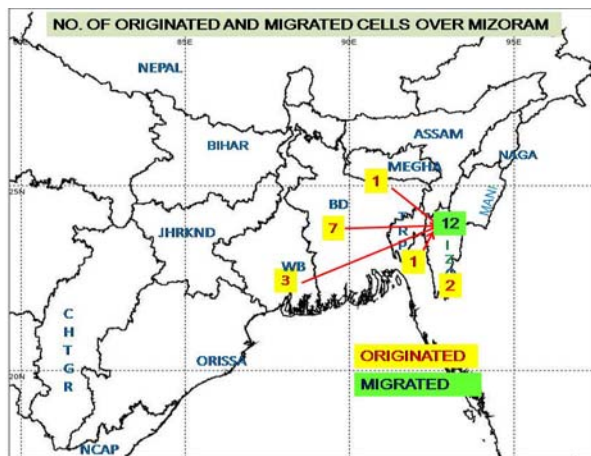 NO. OF ORIGINATED AND MIGRATED CELLS OVER MIZORAM
85E
90E
95E
NEPAL
ASSAM
BIHAR
NAGA
MEGHA
25N
1
MANI
BD
T
R
P
12
7
JHRKND
IZ
1
WB
3
2
C
H
T
G
R
ORISSA
ORIGINATED
20N
MIGRATED
NCAP